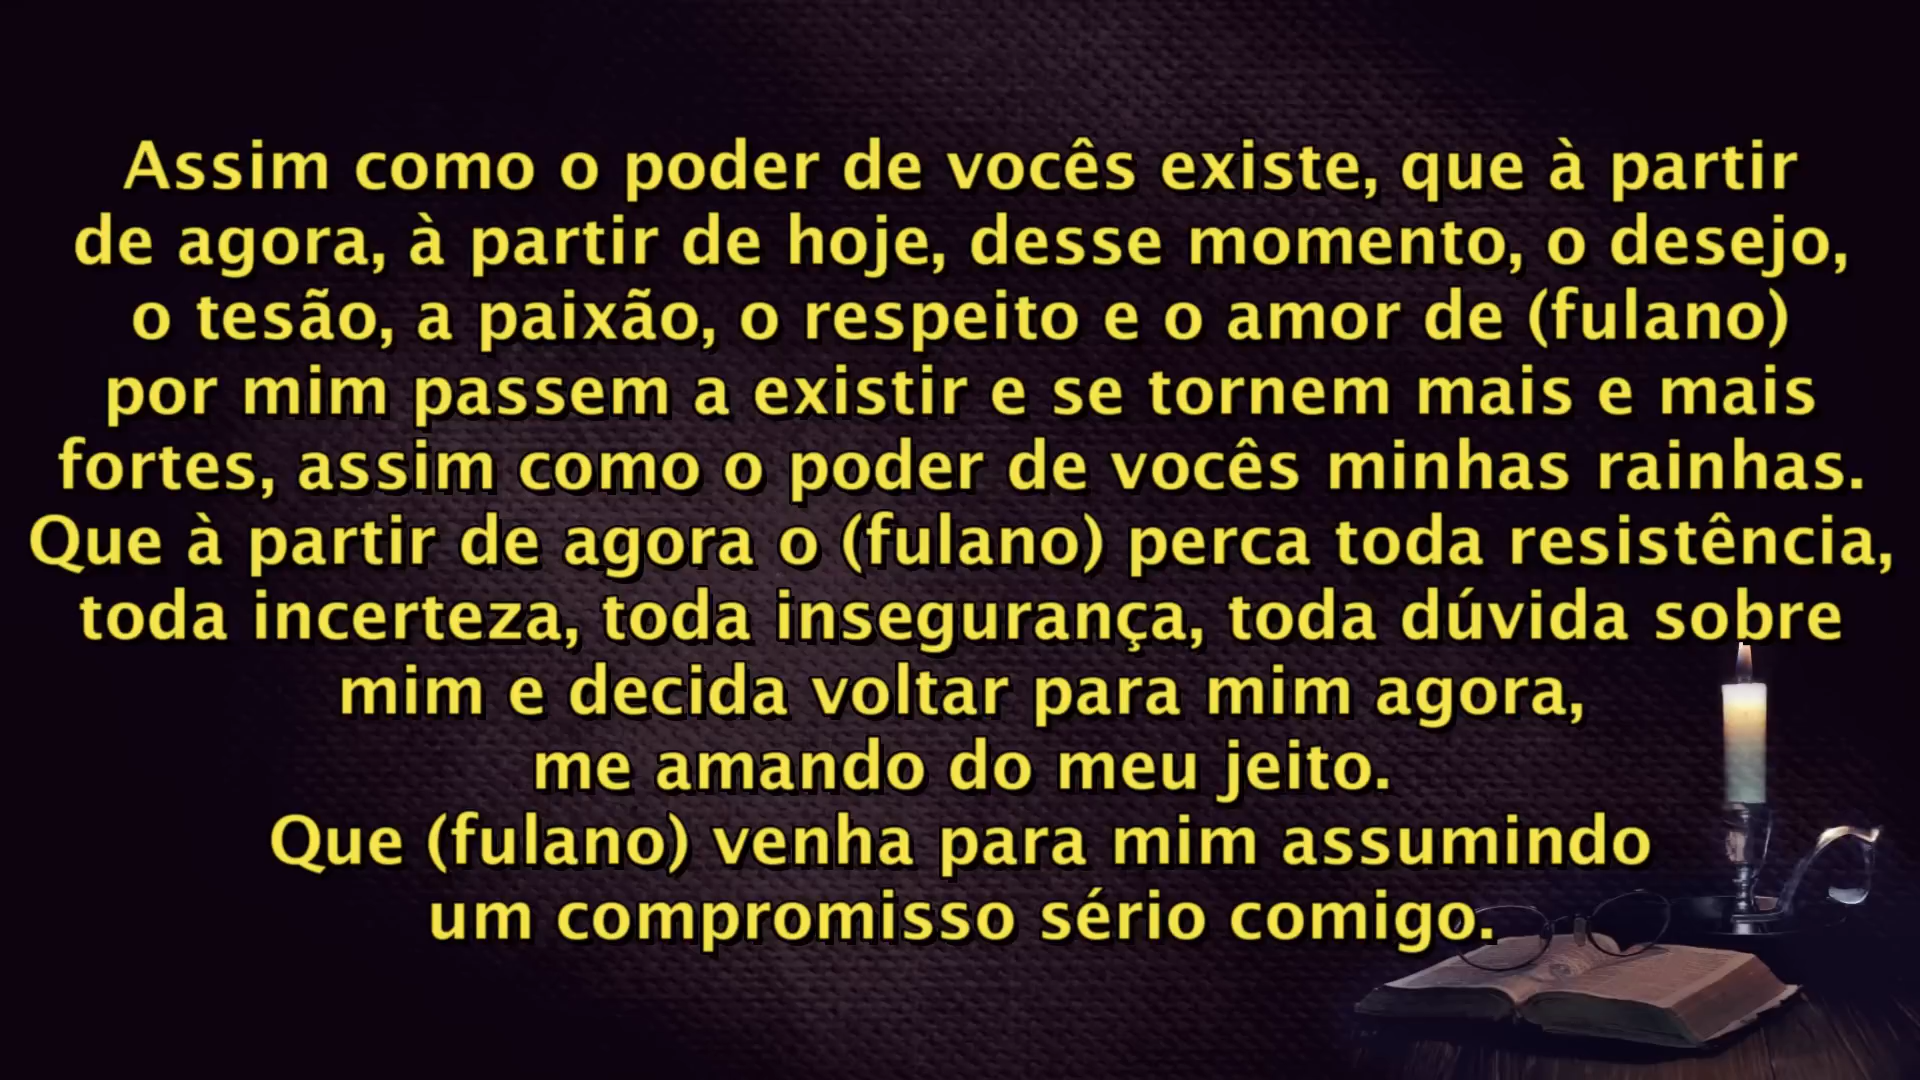 Assim como o poder de vocês existe, que à partir
de agora, à partir de hoje, desse momento, o desejo,
o tesão, a paixão, o respeito e o amor de (fulano)
por mim passem a existir e se tornem mais e mais
fortes, assim como o poder de vocês minhas rainhas.
Que à partir de agora o (fulano) perca toda resistência,
toda incerteza, toda insegurança, toda dúvida sobre
mim e decida voltar para mim agora,
me amando do meu jeito.
Que (fulano) venha para mim assumindo
um compromisso sério comigo.